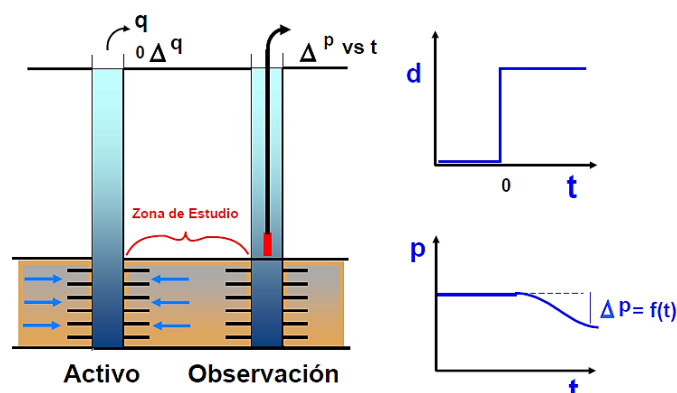 q
0 Δ q
Δ p vs t
Zona de Estudio
Activo
Observación
d
0
t
p
Δ p = f(t)
t